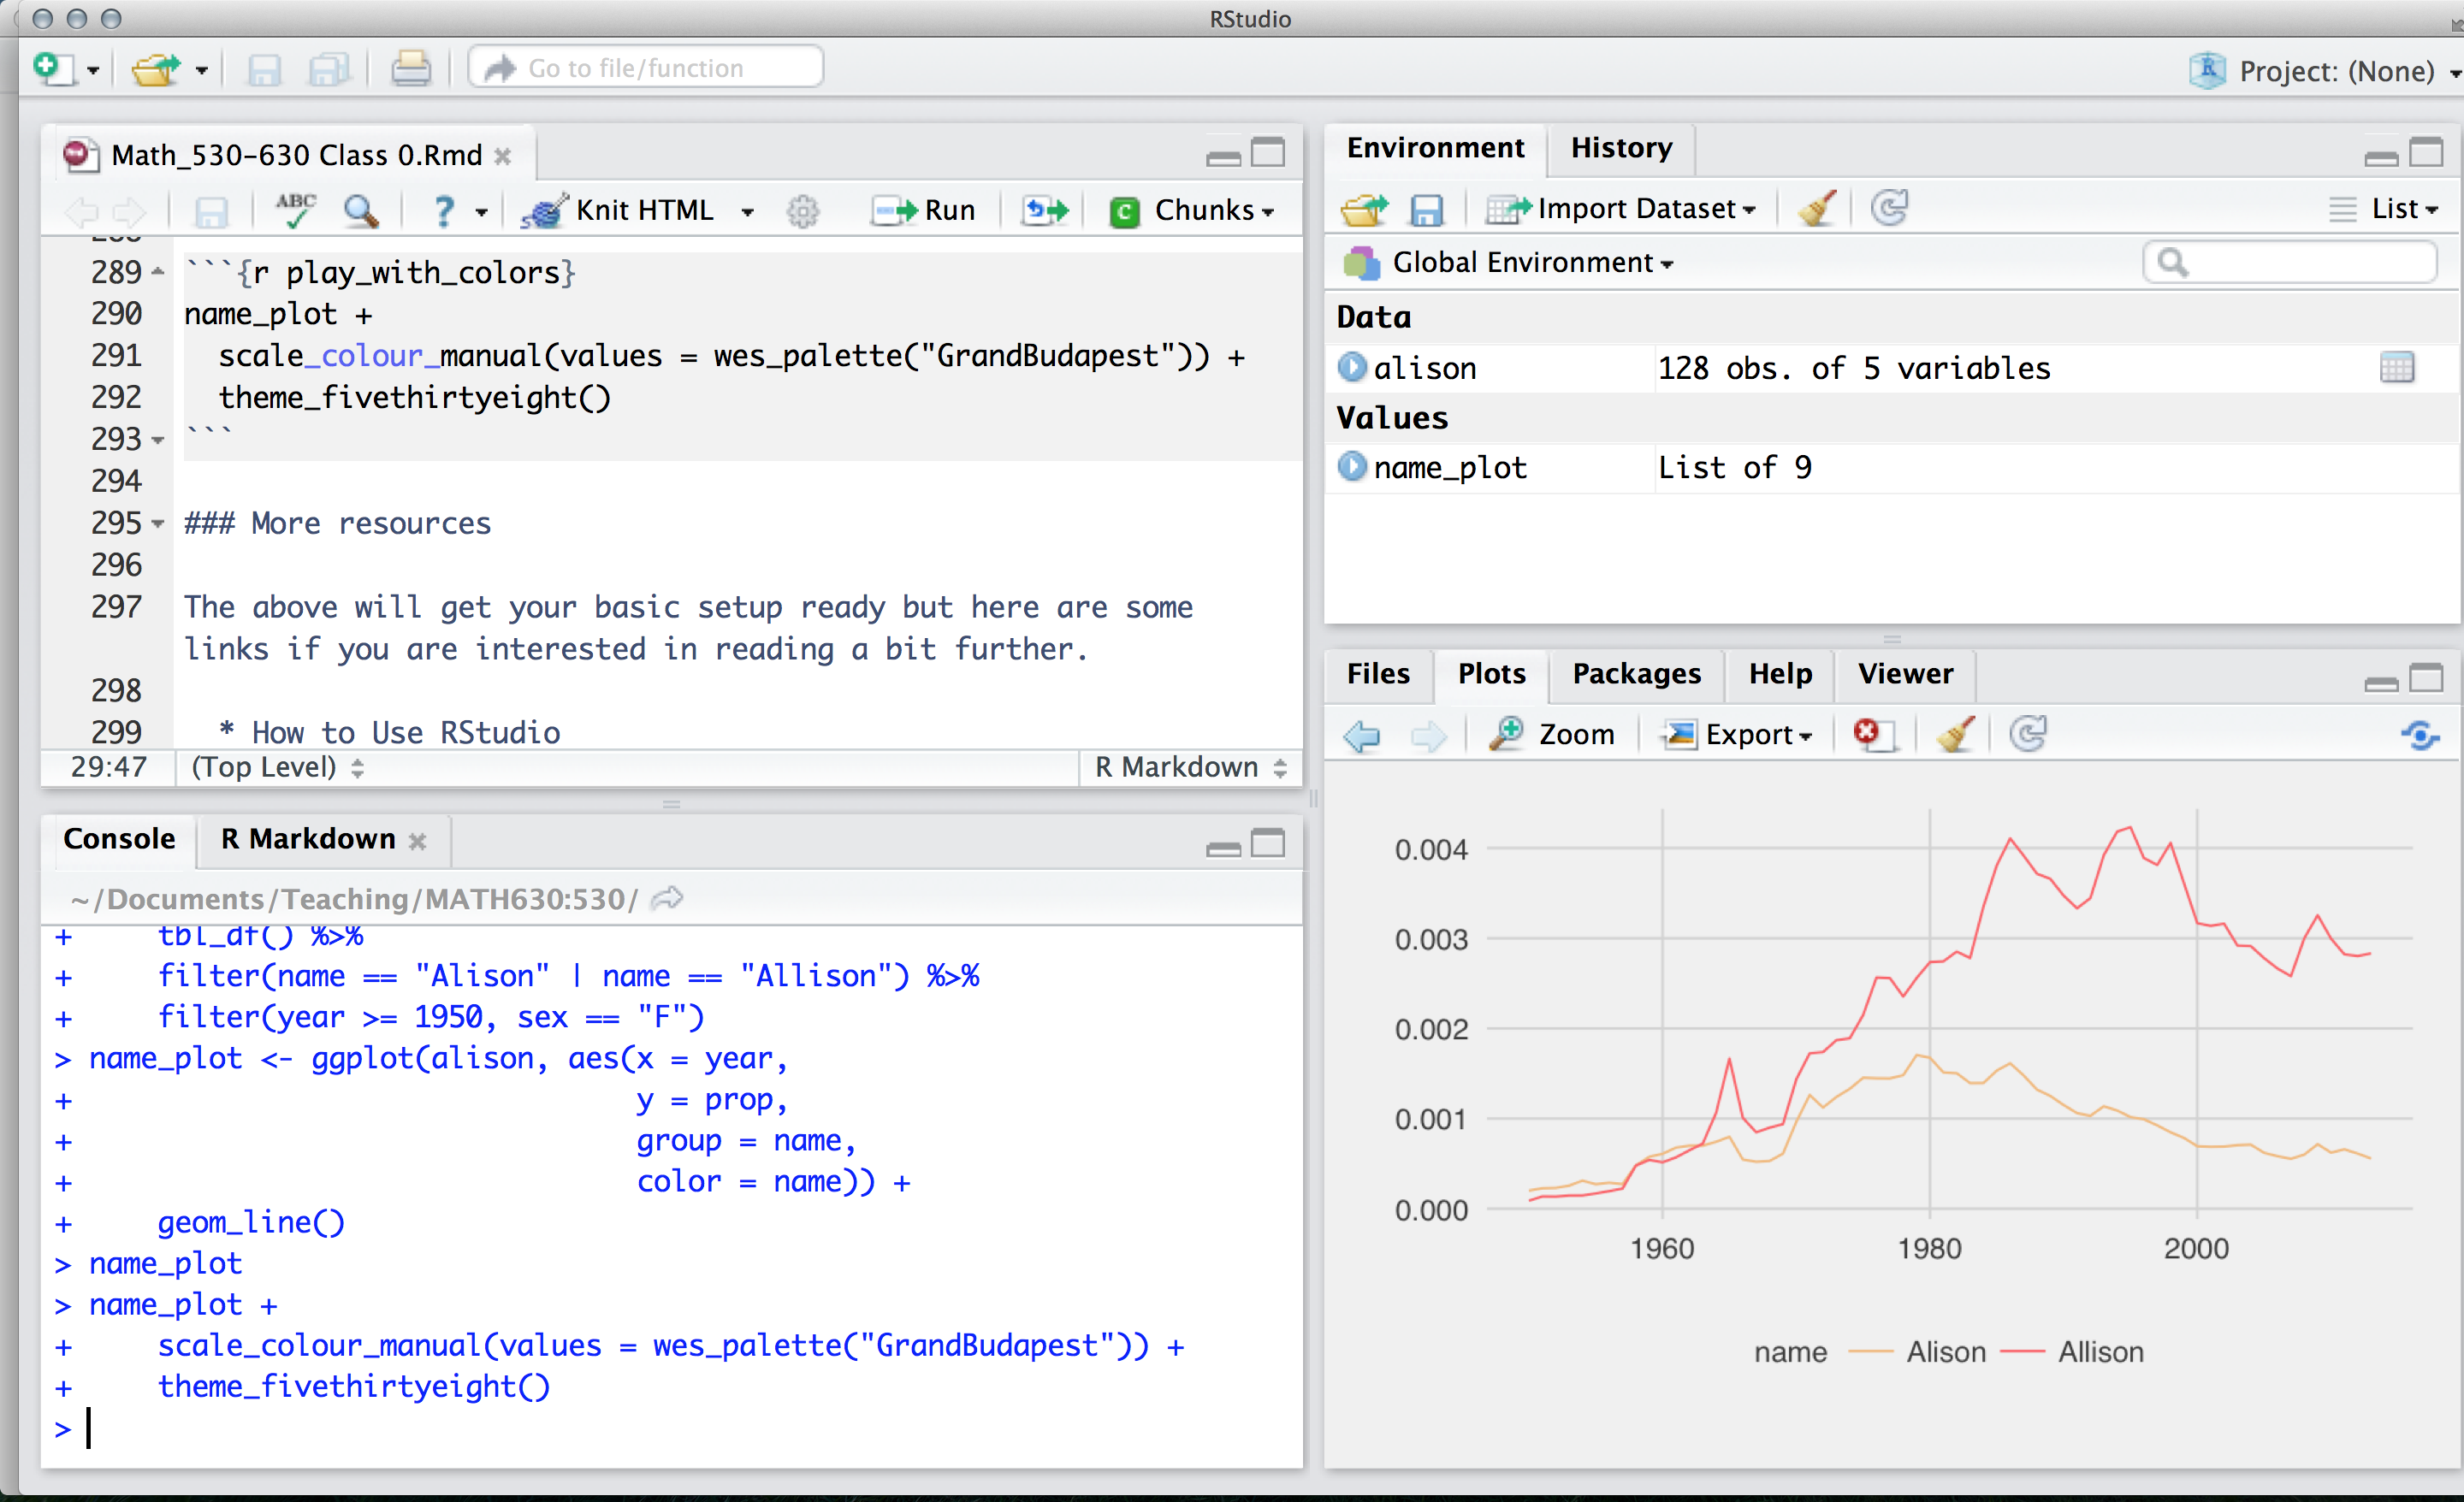 RStudio
Go to file/function
Project: (None)
Math_530-630 Class 0.Rmd
ABC ? Knit HTML Run C Chunks
289 ```{r play_with_colors}
290 name_plot +
291 scale_colour_manual(values = wes_palette("GrandBudapest")) +
292 theme_fivethirtyeight()
293 ```
294
295 ### More resources
296
297 The above will get your basic setup ready but here are some
links if you are interested in reading a bit further.
298
299 * How to Use RStudio
29:47 (Top Level) R Markdown
Console R Markdown
~/Documents/Teaching/MATH630:530/
+ tbl_df() %>%
+ filter(name == "Alison" | name == "Allison") %>%
+ filter(year >= 1950, sex == "F")
> name_plot <- ggplot(alison, aes(x = year,
+ y = prop,
+ group = name,
+ color = name)) +
+ geom_line()
> name_plot
> name_plot +
+ scale_colour_manual(values = wes_palette("GrandBudapest")) +
+ theme_fivethirtyeight()
>
Environment History
Import Dataset List
Global Environment
Data
alison 128 obs. of 5 variables
Values
name_plot List of 9
Files Plots Packages Help Viewer
Zoom Export
0.004
0.003
0.002
0.001
0.000
1960 1980 2000
name Alison Allison